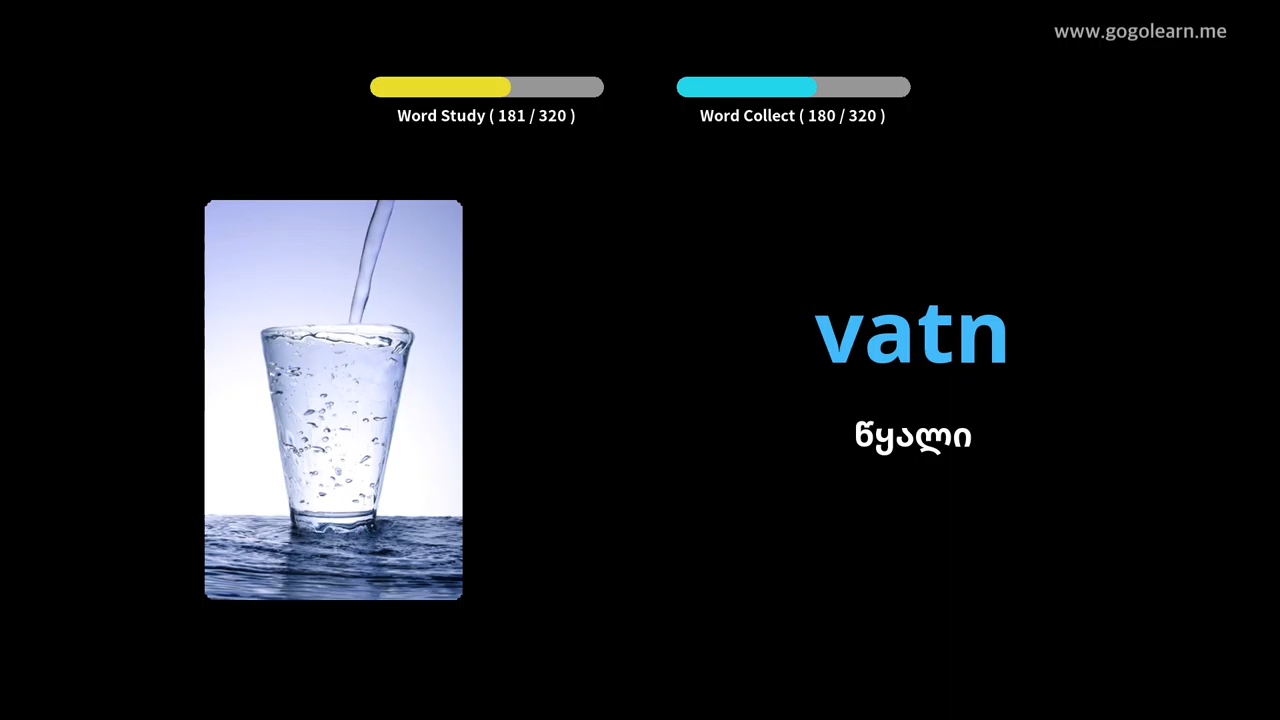 www.gogolearn.me
Word Study ( 181 / 320 )
Word Collect ( 180 / 320 )
vatn
წყალი